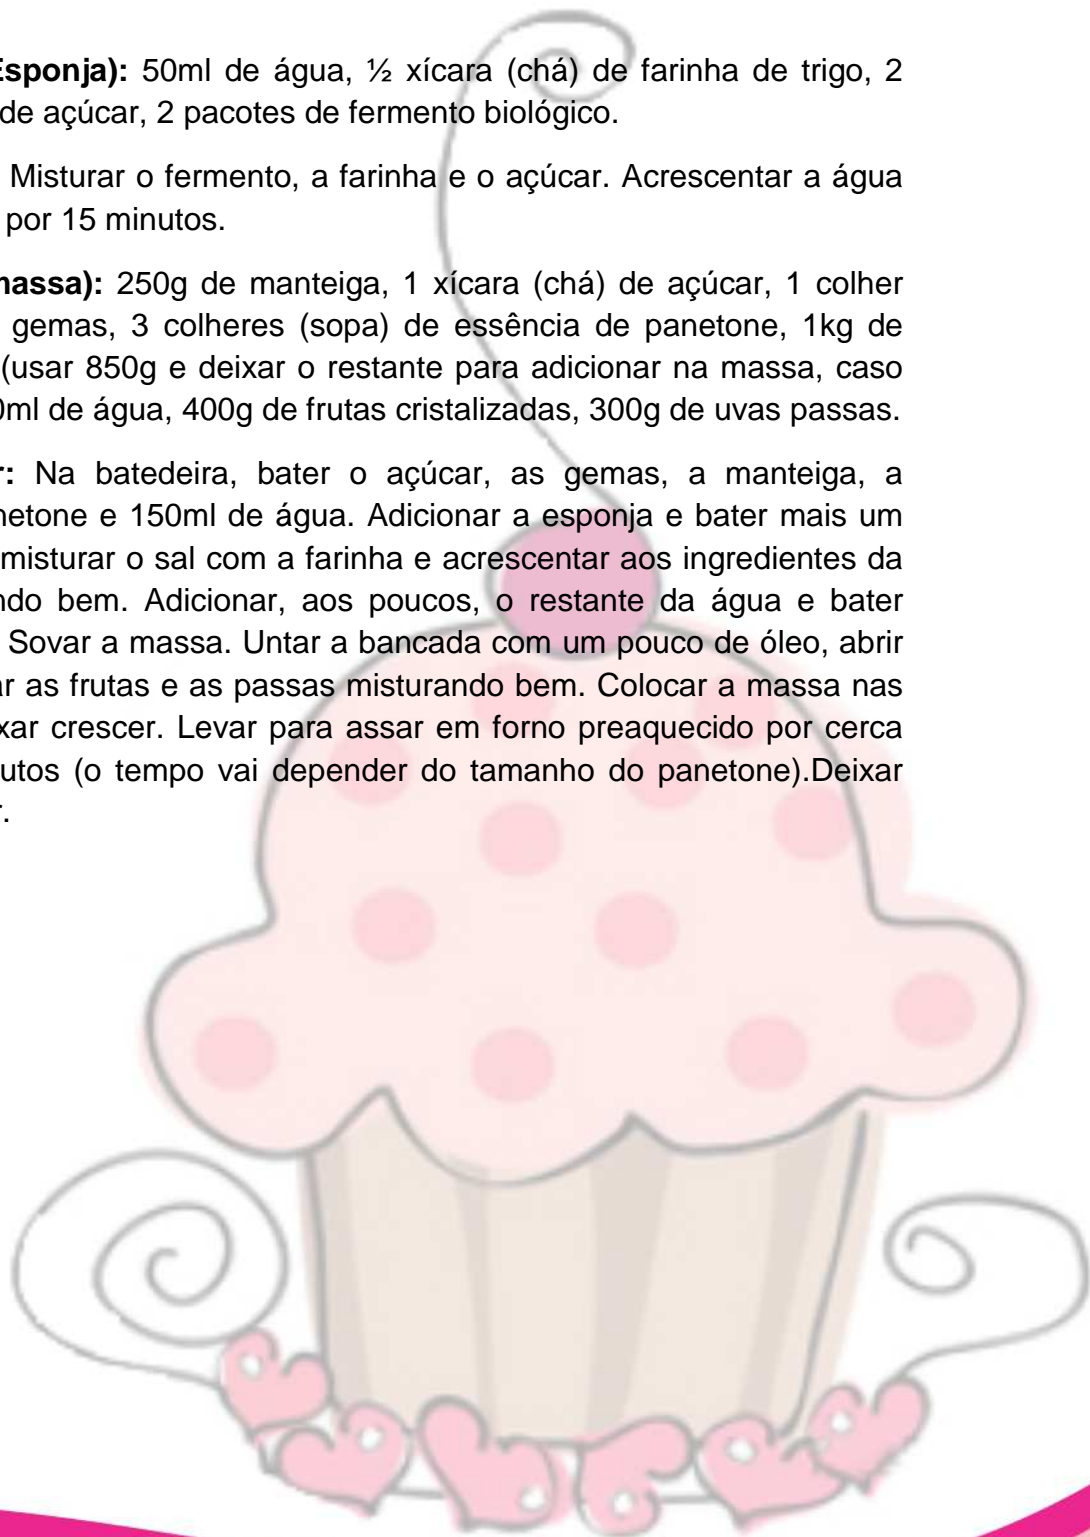 Esponja): 50ml de água, ½ xícara (chá) de farinha de trigo, 2
de açúcar, 2 pacotes de fermento biológico.
Misturar o fermento, a farinha e o açúcar. Acrescentar a água
por 15 minutos.
massa): 250g de manteiga, 1 xícara (chá) de açúcar, 1 colher
gemas, 3 colheres (sopa) de essência de panetone, 1kg de
(usar 850g e deixar o restante para adicionar na massa, caso
0ml de água, 400g de frutas cristalizadas, 300g de uvas passas.
r: Na batedeira, bater o açúcar, as gemas, a manteiga, a
netone e 150ml de água. Adicionar a esponja e bater mais um
misturar o sal com a farinha e acrescentar aos ingredientes da
ndo bem. Adicionar, aos poucos, o restante da água e bater
Sovar a massa. Untar a bancada com um pouco de óleo, abrir
ar as frutas e as passas misturando bem. Colocar a massa nas
xar crescer. Levar para assar em forno preaquecido por cerca
utos (o tempo vai depender do tamanho do panetone).Deixar
r.